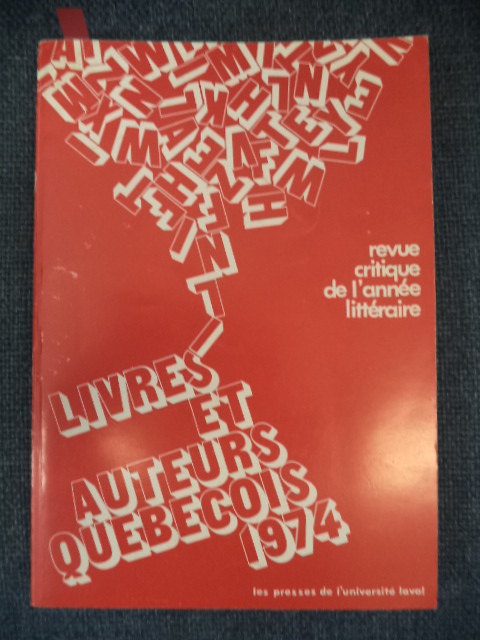 revue
critique
de l'année
littéraire
LIVRES
ET
AUTEURS
QUEBECOIS
1974
les presses de l'université laval